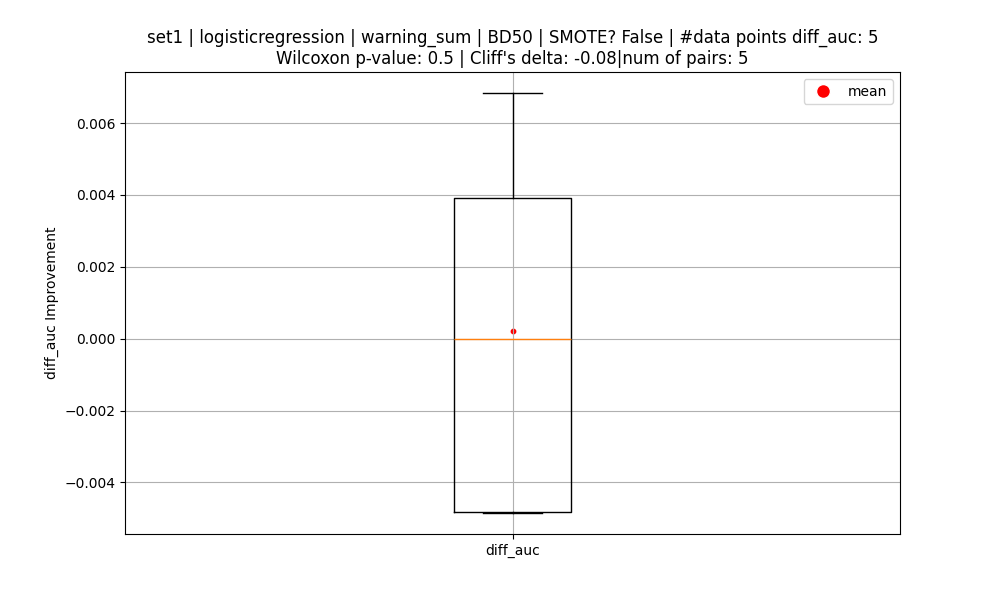 set1 | logisticregression | warning_sum | BD50 | SMOTE? False | #data points diff_auc: 5
Wilcoxon p-value: 0.5 | Cliff's delta: -0.08|num of pairs: 5
mean
0.006
0.004
0.002
0.000
−0.002
−0.004
diff_auc Improvement
diff_auc